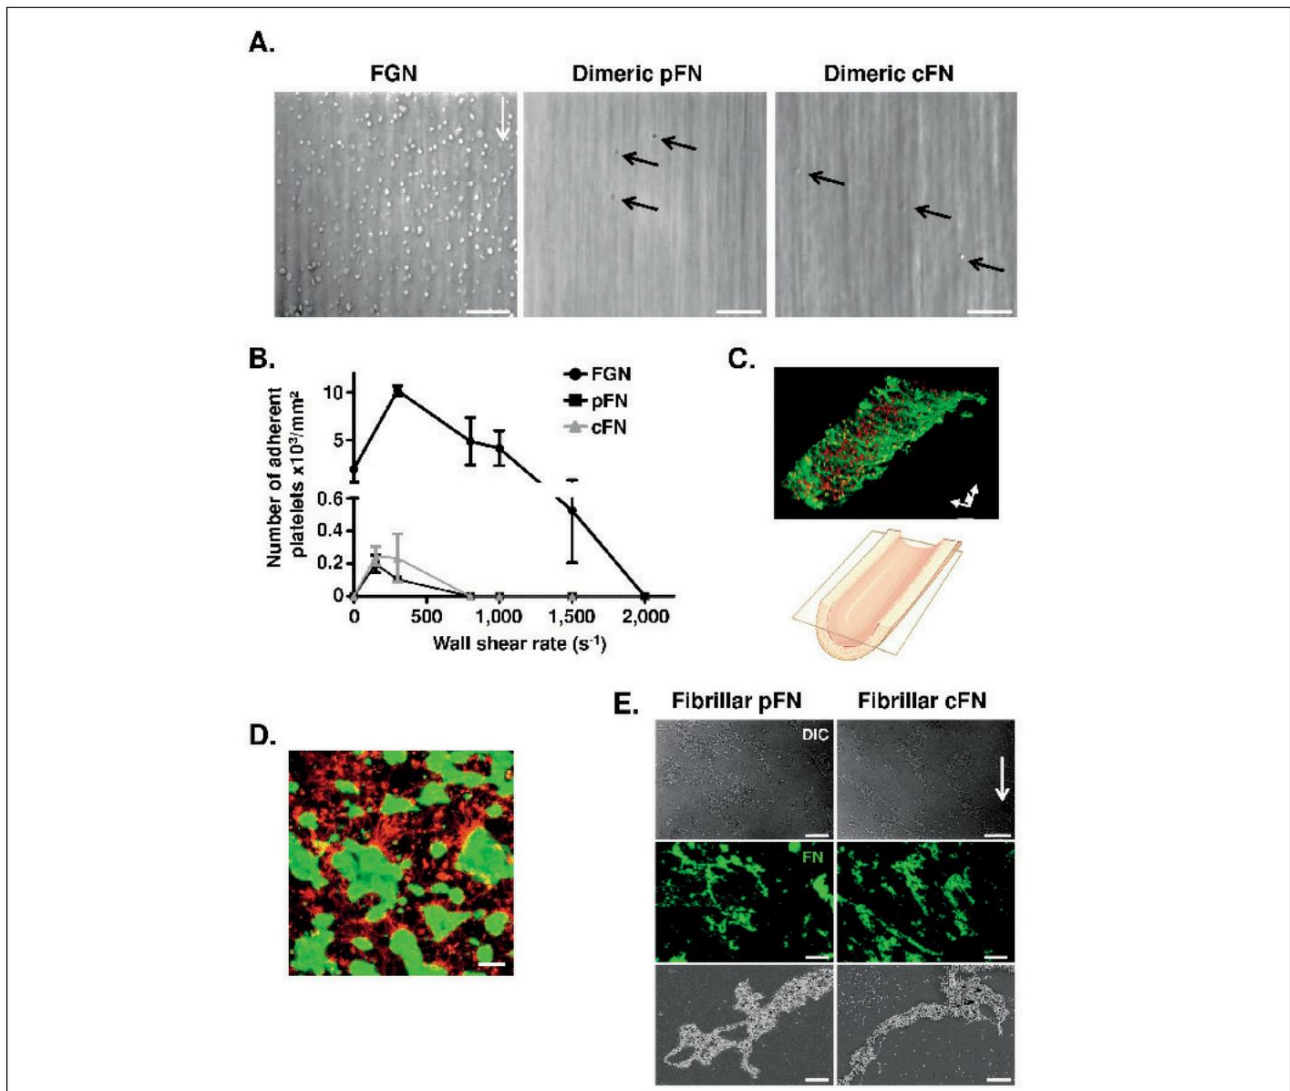 A.
FGN Dimeric pFN Dimeric cFN
B.
Number of adherent
platelets x10³/mm²
10
5
0.6
0.4
0.2
0
FGN
pFN
cFN
0 500 1,000 1,500 2,000
Wall shear rate (s⁻¹)
C.
D.
E.
Fibrillar pFN Fibrillar cFN
DIC
FN